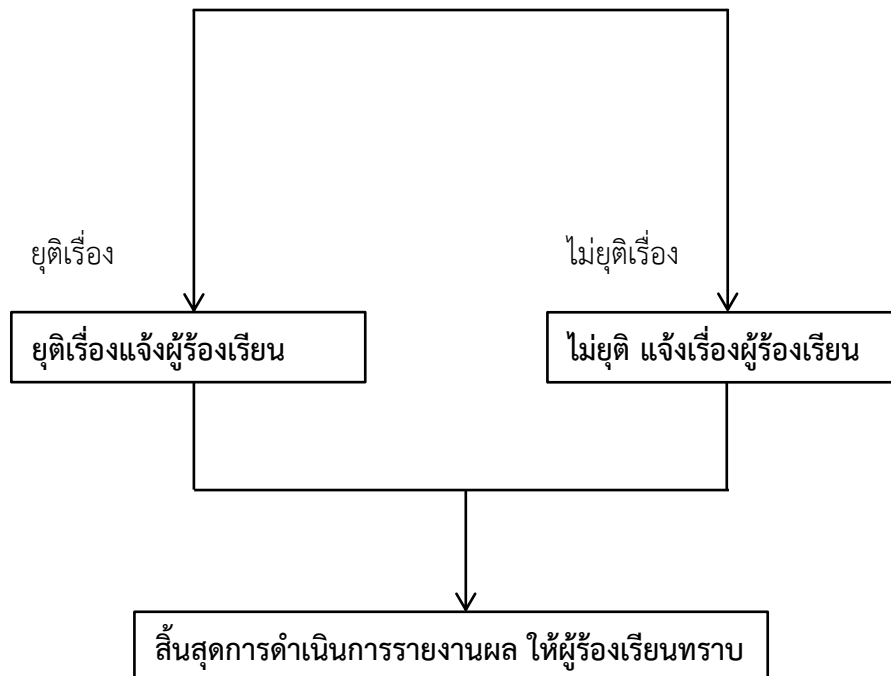 ยุติเรื่อง
ไม่ยุติเรื่อง
ยุติเรื่องแจ้งผู้ร้องเรียน
ไม่ยุติ แจ้งเรื่องผู้ร้องเรียน
สิ้นสุดการดำเนินการรายงานผล ให้ผู้ร้องเรียนทราบ